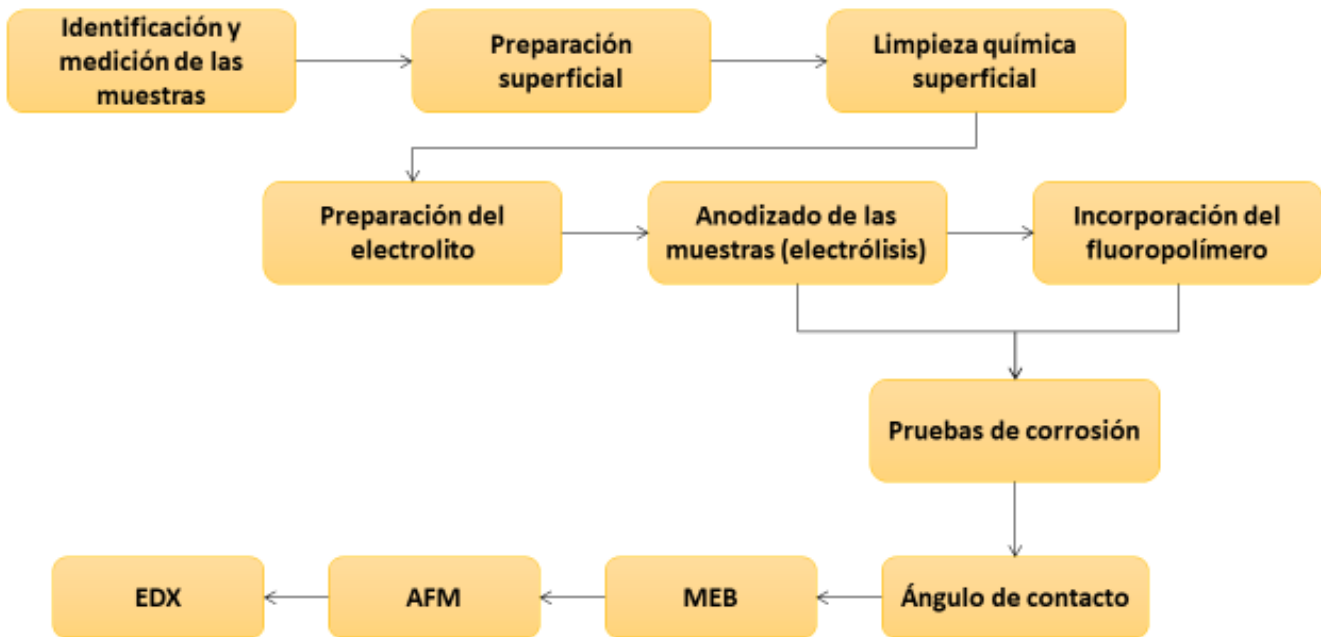 Identificación y
medición de las
muestras
Preparación
superficial
Limpieza química
superficial
Preparación del
electrolito
Anodizado de las
muestras (electrólisis)
Incorporación del
fluoropolímero
Pruebas de corrosión
EDX
AFM
MEB
Ángulo de contacto